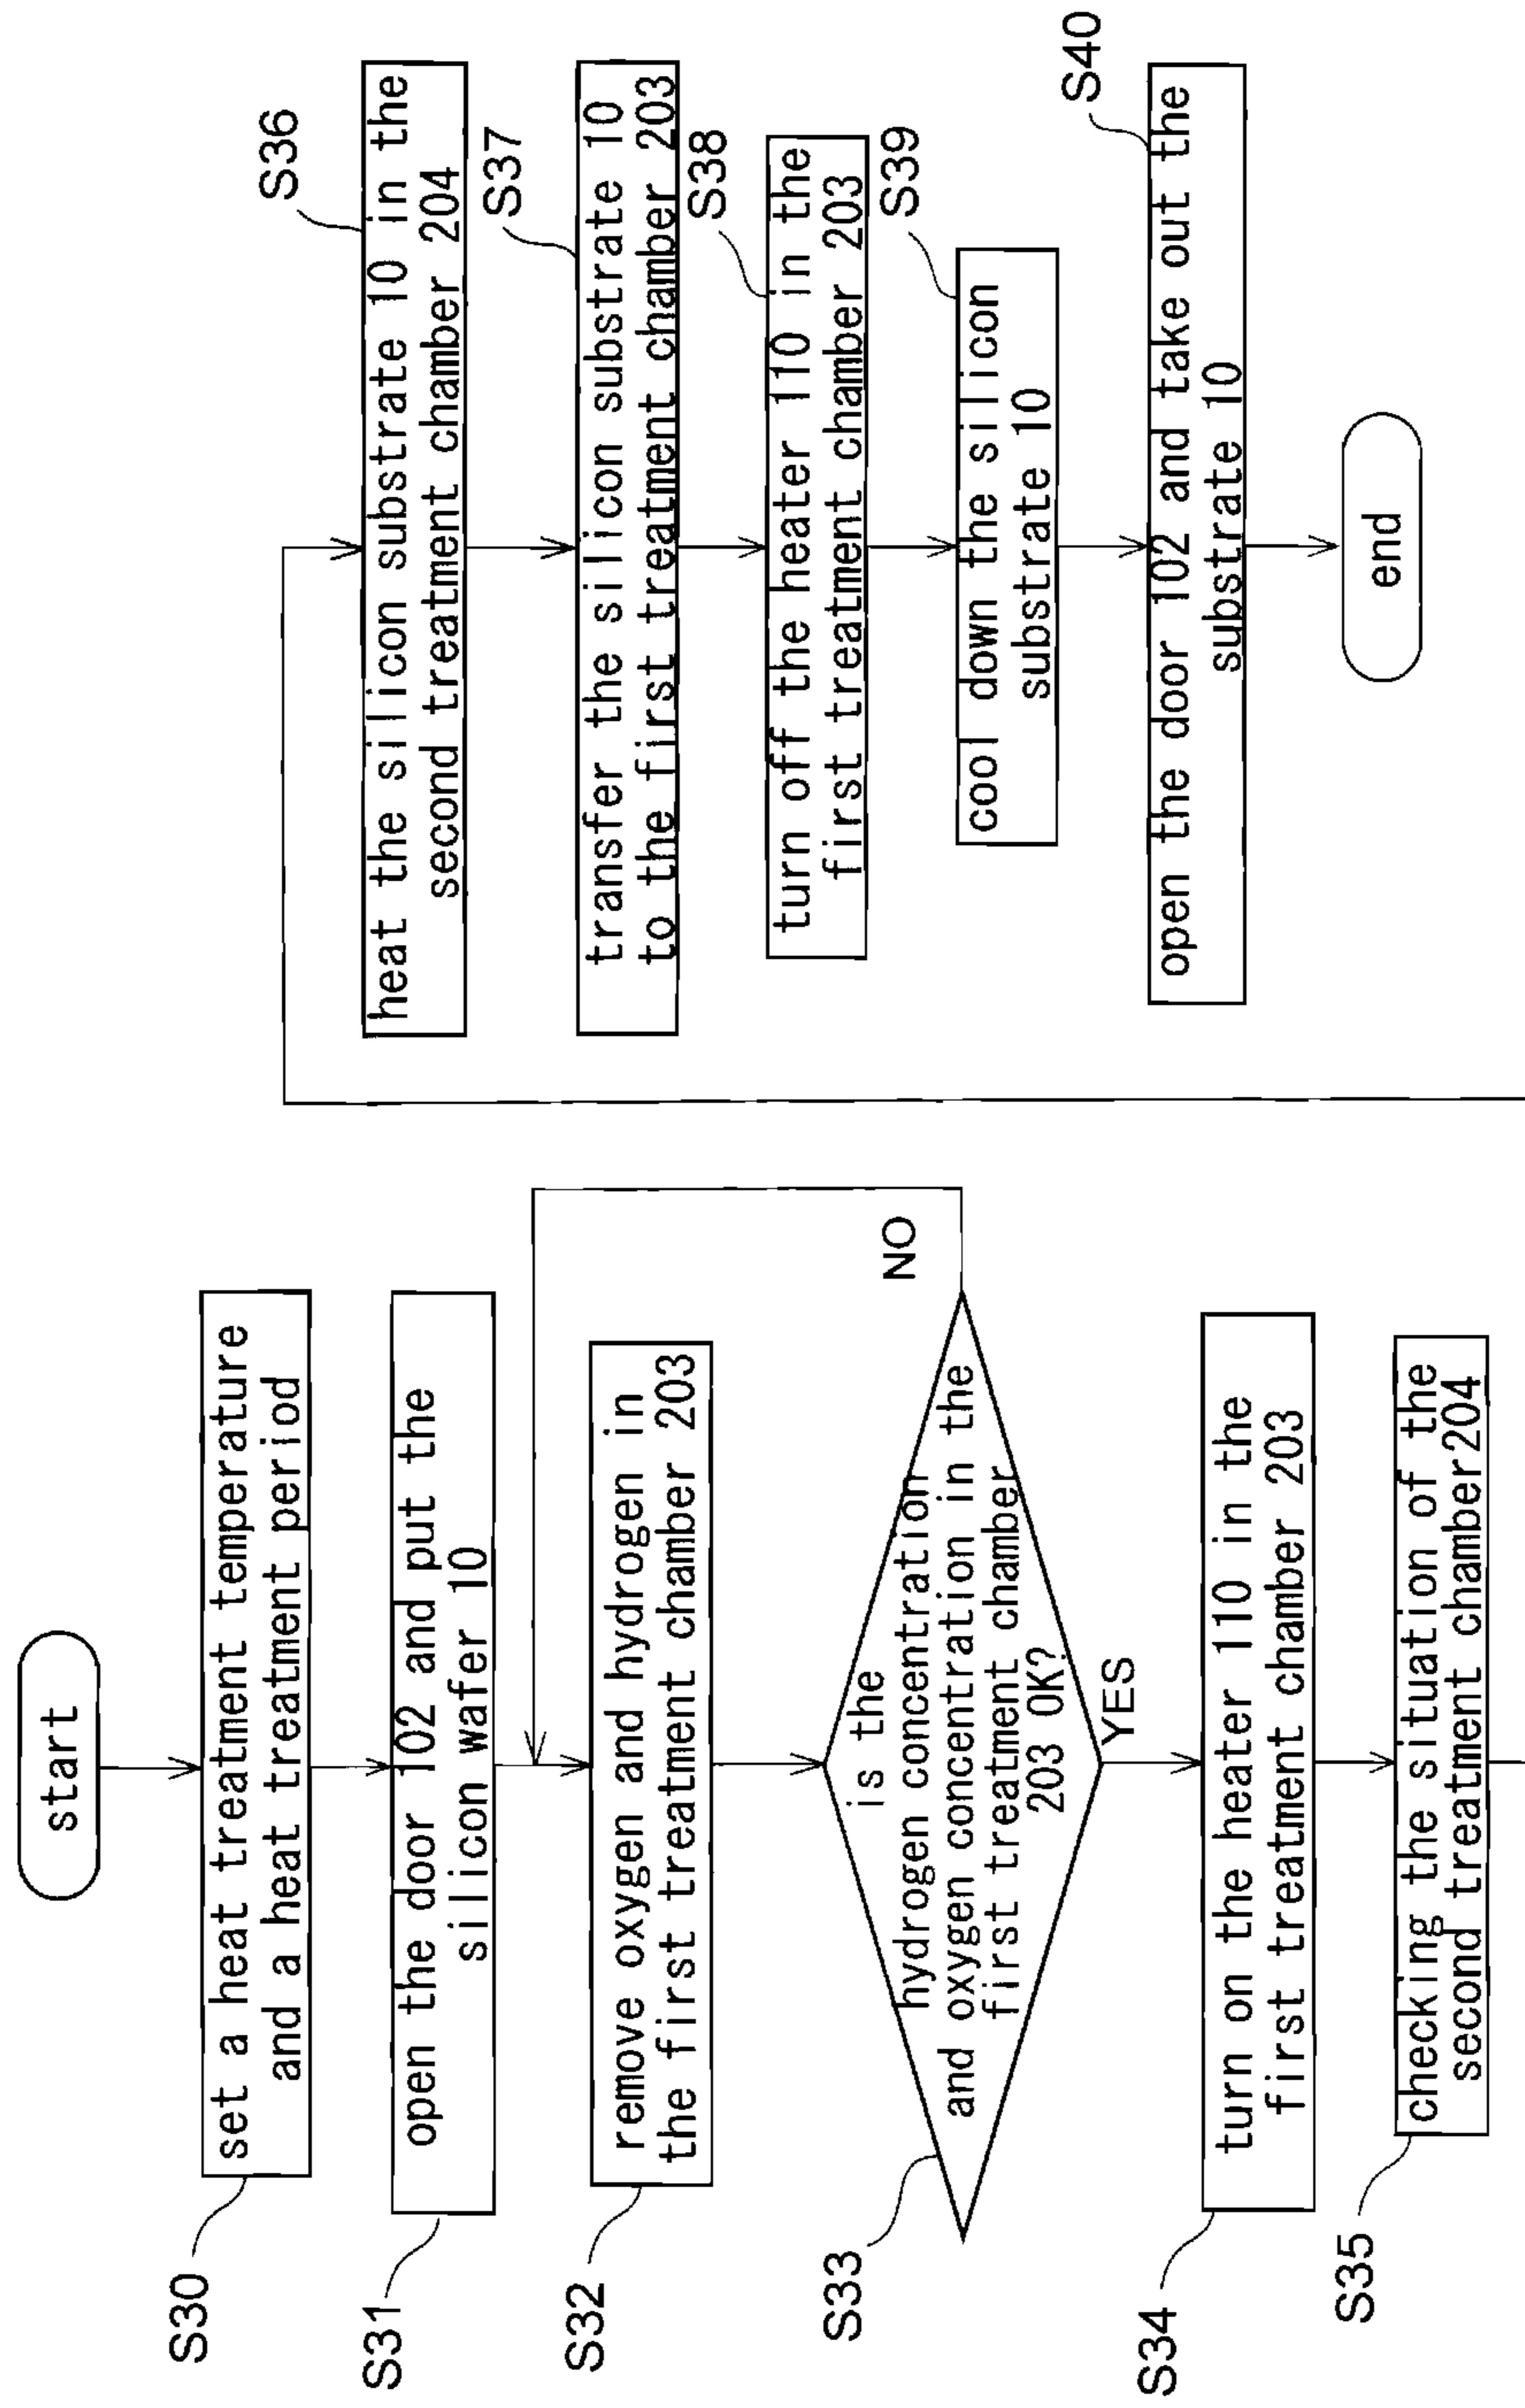 start
S30
set a heat treatment temperature
and a heat treatment period
S31
open the door 102 and put the
silicon wafer 10
S32
remove oxygen and hydrogen in
the first treatment chamber 203
S33
is the
hydrogen concentration
and oxygen concentration in the
first treatment chamber
203 OK?
NO
YES
S34
turn on the heater 110 in the
first treatment chamber 203
S35
checking the situation of the
second treatment chamber204
S36
heat the silicon substrate 10 in the
second treatment chamber 204
S37
transfer the silicon substrate 10
to the first treatment chamber 203
S38
turn off the heater 110 in the
first treatment chamber 203
S39
cool down the silicon
substrate 10
S40
open the door 102 and take out the
substrate 10
end